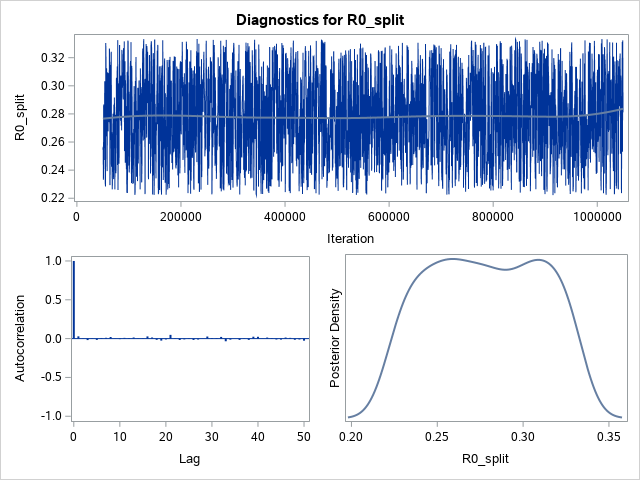 Diagnostics for R0_split
R0_split
0.32
0.30
0.28
0.26
0.24
0.22
0 200000 400000 600000 800000 1000000
Iteration
Autocorrelation
1.0
0.5
0.0
-0.5
-1.0
0 10 20 30 40 50
Lag
Posterior Density
0.20 0.25 0.30 0.35
R0_split